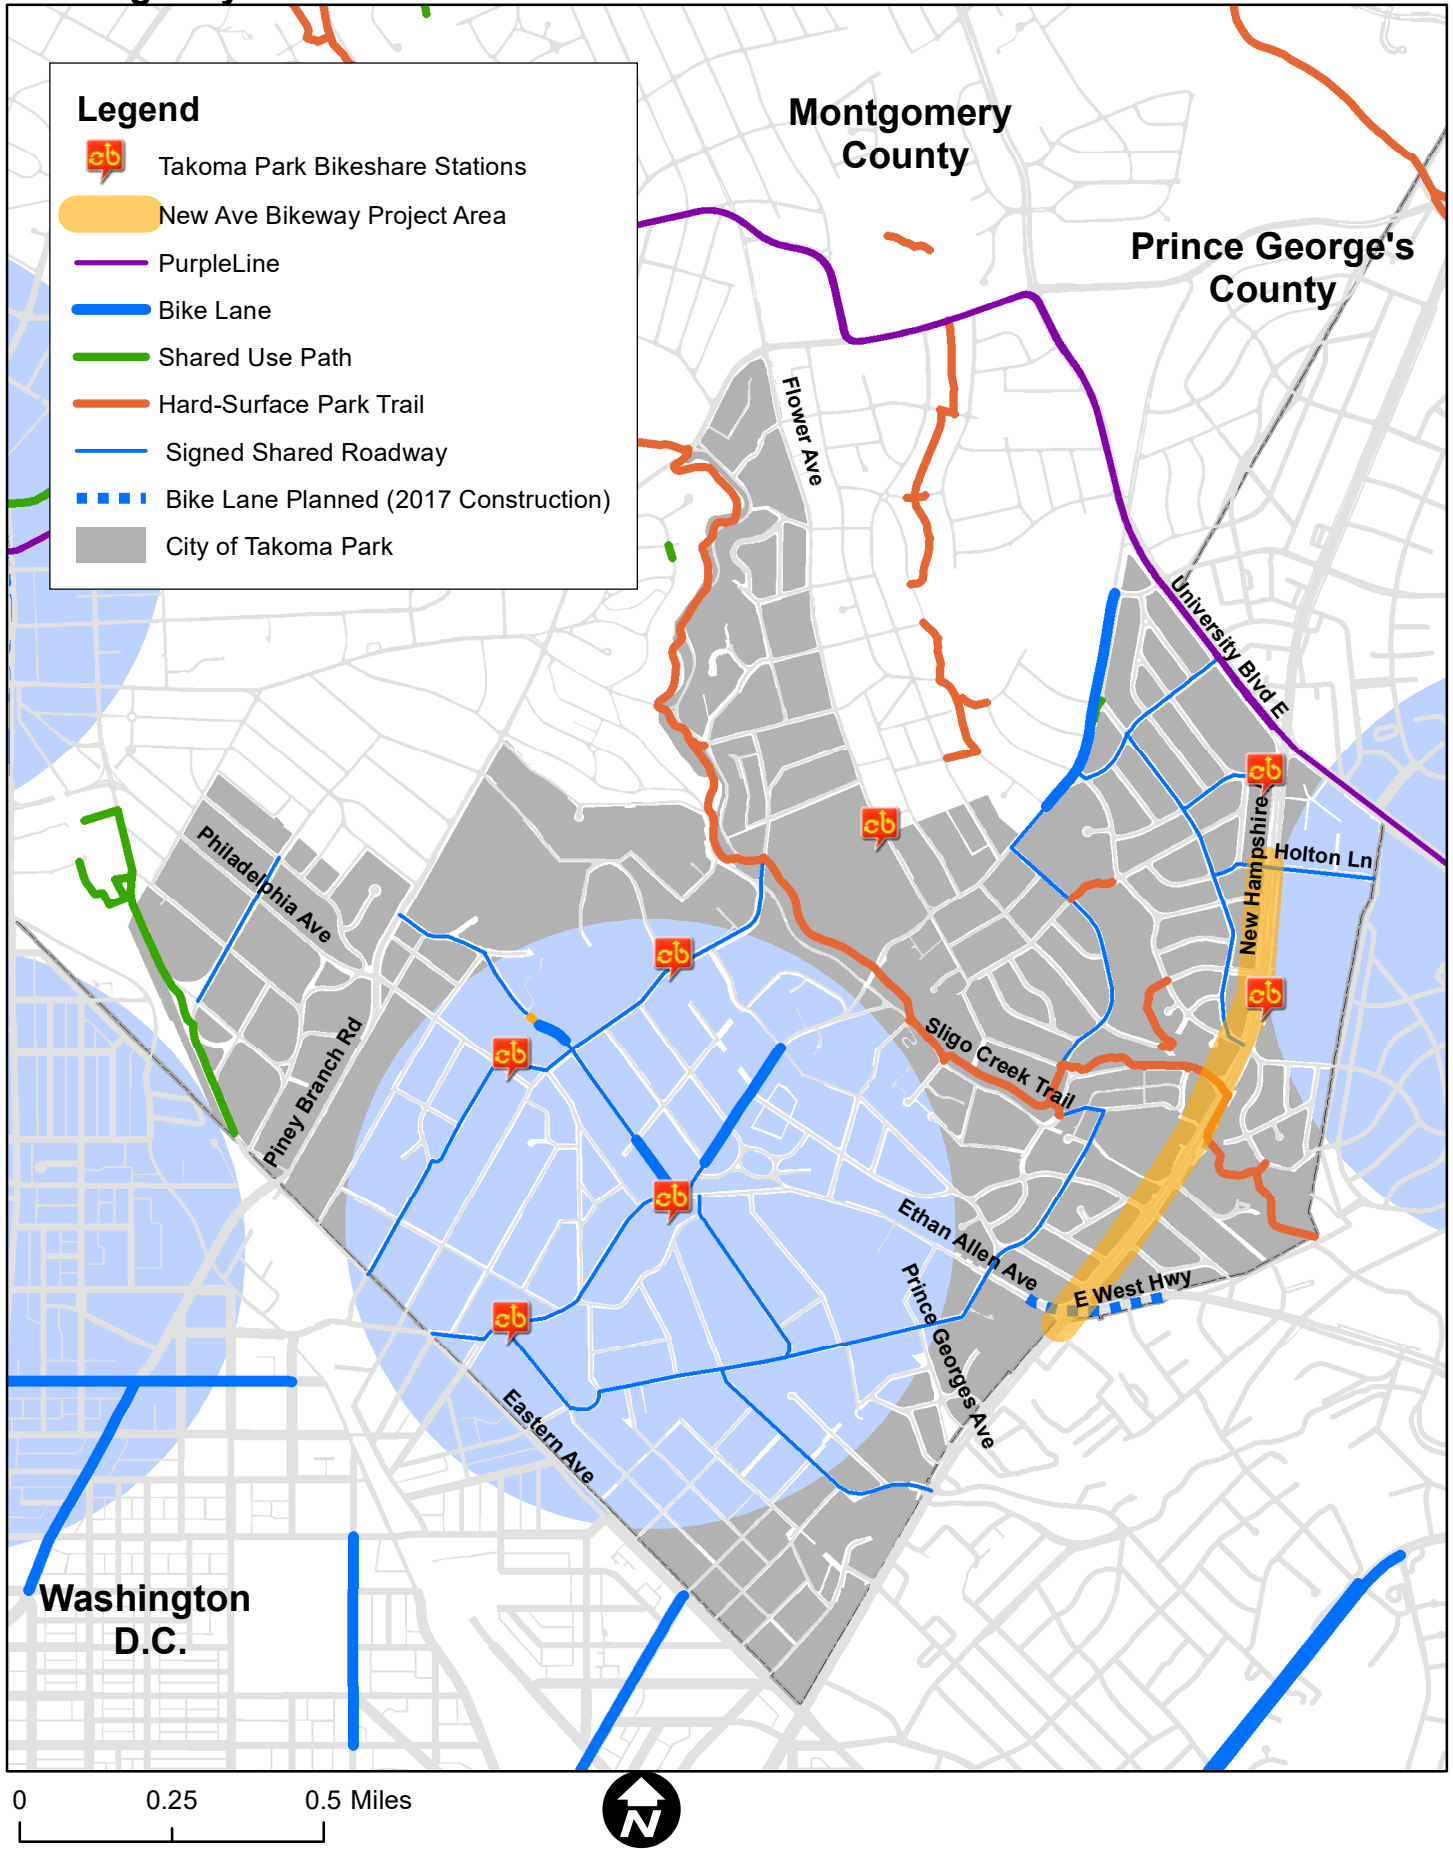 Legend
Takoma Park Bikeshare Stations
New Ave Bikeway Project Area
PurpleLine
Bike Lane
Shared Use Path
Hard-Surface Park Trail
Signed Shared Roadway
Bike Lane Planned (2017 Construction)
City of Takoma Park
Montgomery
County
Prince George's
County
Flower Ave
University Blvd E
New Hampshire
Holton Ln
Philadelphia Ave
Piney Branch Rd
Sligo Creek Trail
Ethan Allen Ave
E West Hwy
Prince Georges Ave
Eastern Ave
Washington
D.C.
0
0.25
0.5 Miles
N